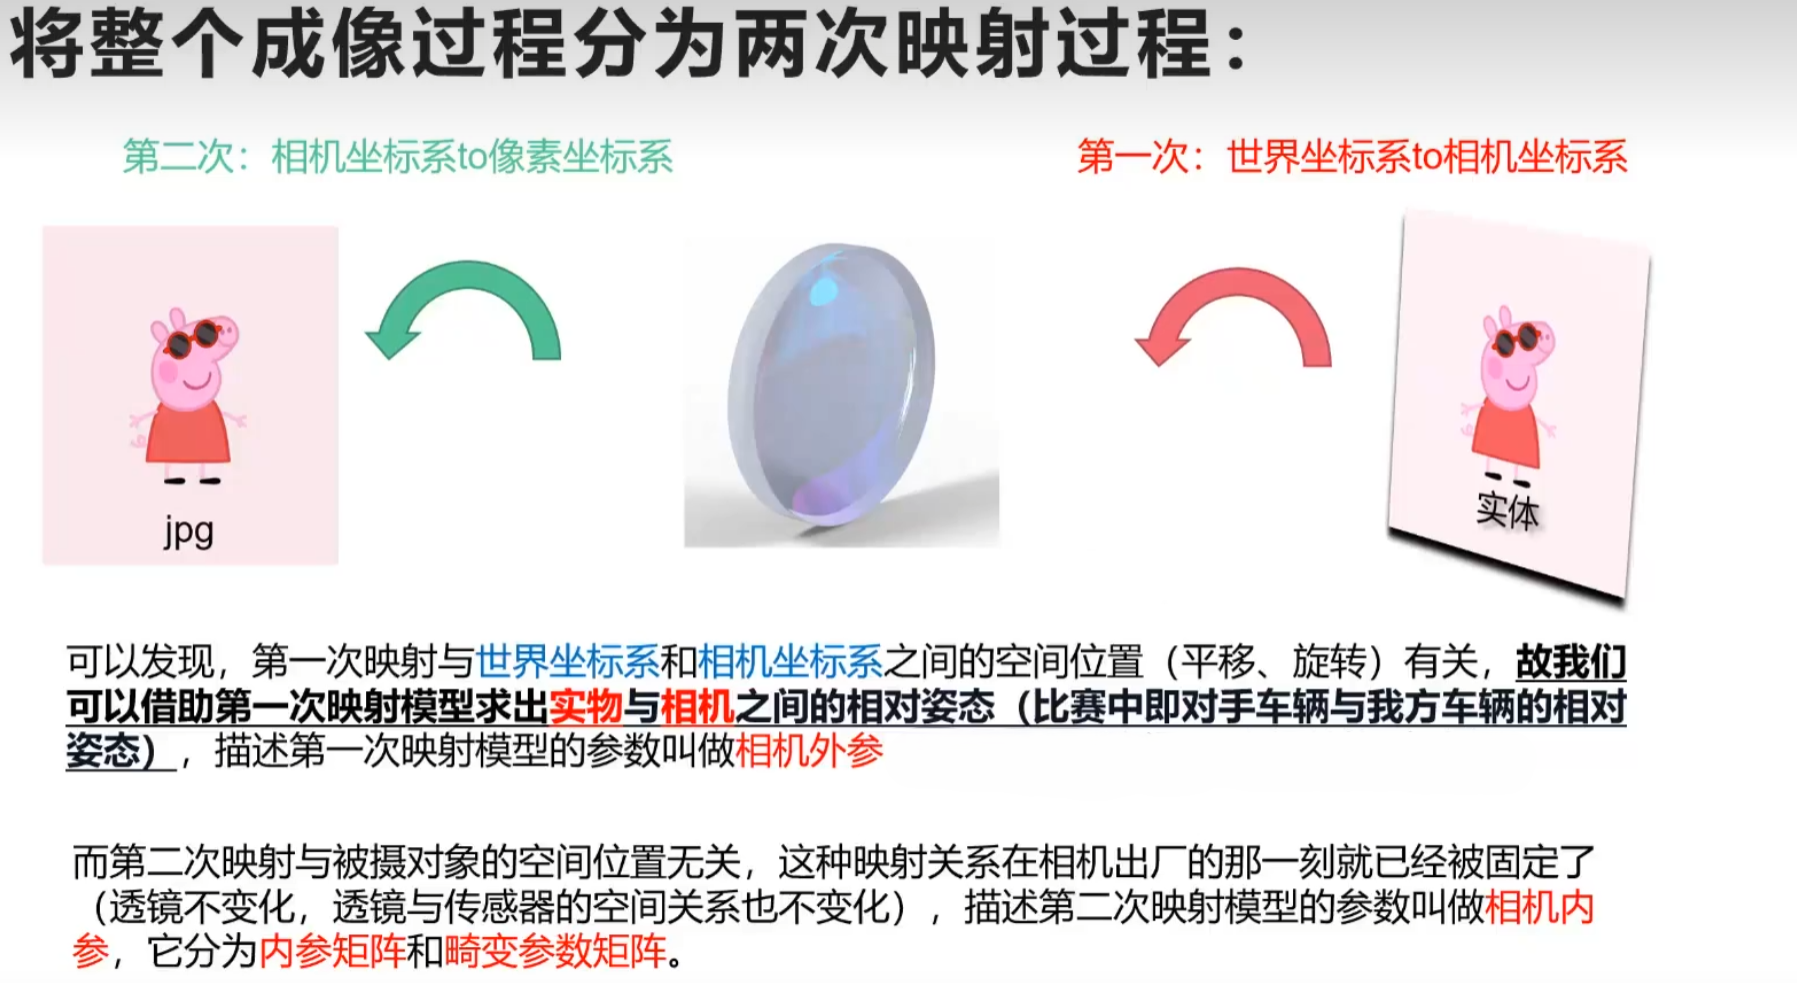 将整个成像过程分为两次映射过程：
第二次：相机坐标系to像素坐标系
第一次：世界坐标系to相机坐标系
jpg
实体
可以发现，第一次映射与世界坐标系和相机坐标系之间的空间位置（平移、旋转）有关，故我们
可以借助第一次映射模型求出实物与相机之间的相对姿态（比赛中即对手车辆与我方车辆的相对
姿态），描述第一次映射模型的参数叫做相机外参
而第二次映射与被摄对象的空间位置无关，这种映射关系在相机出厂的那一刻就已经被固定了
（透镜不变化，透镜与传感器的空间关系也不变化），描述第二次映射模型的参数叫做相机内
参，它分为内参矩阵和畸变参数矩阵。